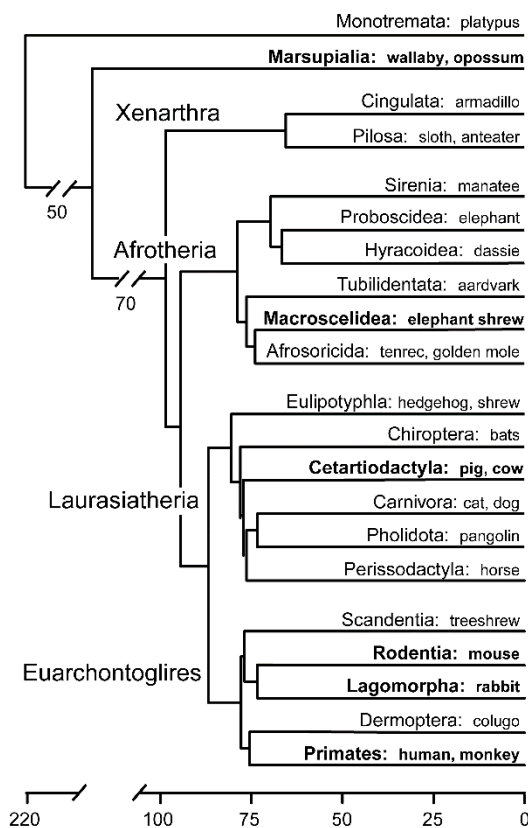 Monotremata: platypus
Marsupialia: wallaby, opossum
Xenarthra
Cingulata: armadillo
Pilosa: sloth, anteater
50
Sirenia: manatee
Proboscidea: elephant
Afrotheria
Hyracoidea: dassie
70
Tubilidentata: aardvark
Macroscelidea: elephant shrew
Afrosoricida: tenrec, golden mole
Eulipotyphla: hedgehog, shrew
Chiroptera: bats
Cetartiodactyla: pig, cow
Laurasiatheria
Carnivora: cat, dog
Pholidota: pangolin
Perissodactyla: horse
Scandentia: treeshrew
Euarchontoglires
Rodentia: mouse
Lagomorpha: rabbit
Dermoptera: colugo
Primates: human, monkey
220 100 75 50 25 0